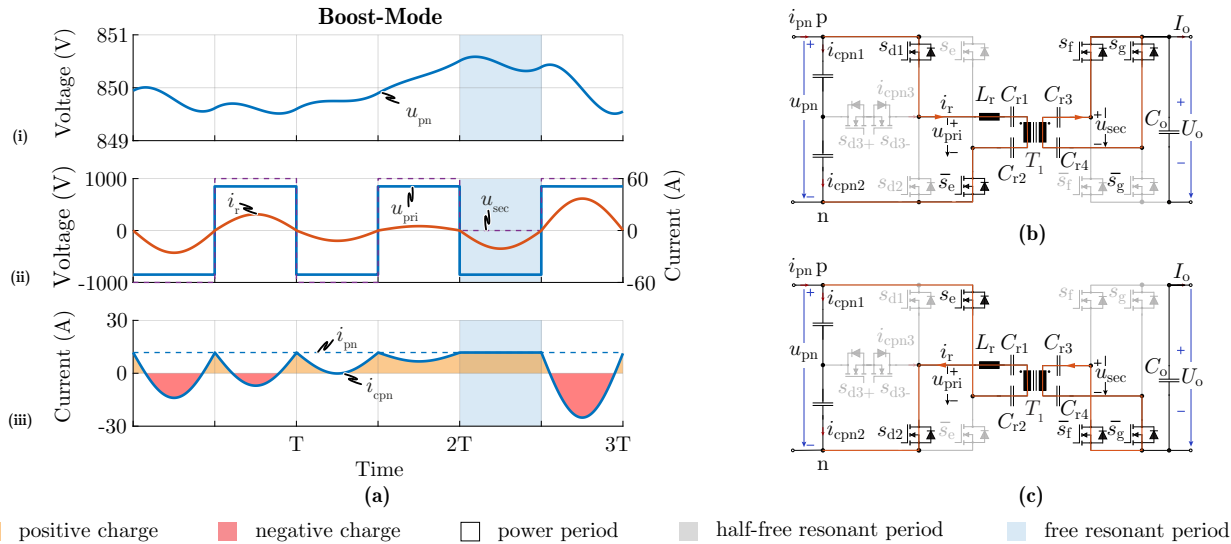 Boost-Mode
851
850
849
Voltage (V)
(i)
u_pn
1000
0
-1000
Voltage (V)
60
0
-60
Current (A)
(ii)
i_r
u_pri
u_sec
30
0
-30
Current (A)
(iii)
i_pn
i_cpn
T
2T
3T
Time
(a)
i_pn p
i_cpn1
s_d1
s_e
s_f
s_g
I_o
+
i_cpn3
u_pn
i_r
L_r
C_r1
C_r3
+
+
+
u_pri
u_sec
C_o
U_o
s_d3+
s_d3-
−
−
T_1
C_r2
C_r4
i_cpn2
s_d2
s̄_e
s̄_f
s̄_g
−
−
n
(b)
i_pn p
i_cpn1
s_d1
s_e
s_f
s_g
I_o
+
i_cpn3
u_pn
i_r
L_r
C_r1
C_r3
+
+
+
u_pri
u_sec
C_o
U_o
s_d3+
s_d3-
−
−
T_1
C_r2
C_r4
i_cpn2
s_d2
s̄_e
s̄_f
s̄_g
−
−
n
(c)
positive charge
negative charge
power period
half-free resonant period
free resonant period